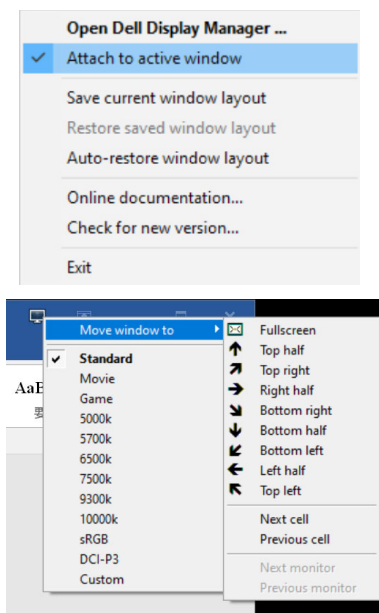 Open Dell Display Manager ...
Attach to active window
Save current window layout
Restore saved window layout
Auto-restore window layout
Online documentation...
Check for new version...
Exit
Move window to
Standard
Movie
Game
5000k
5700k
6500k
7500k
9300k
10000k
sRGB
DCI-P3
Custom
Fullscreen
Top half
Top right
Right half
Bottom right
Bottom half
Bottom left
Left half
Top left
Next cell
Previous cell
Next monitor
Previous monitor
AaB
要